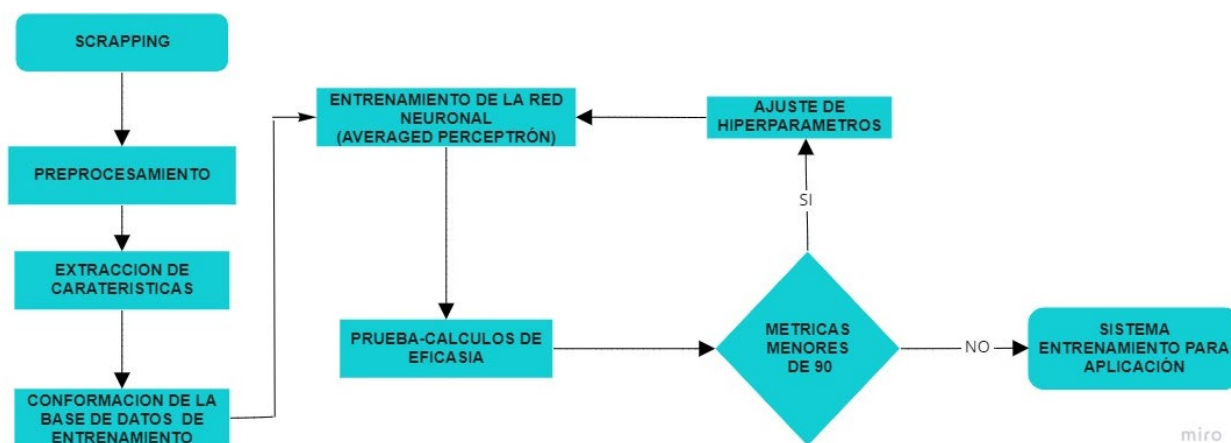 SCRAPPING
PREPROCESAMIENTO
EXTRACCION DE
CARATERISTICAS
CONFORMACION DE LA
BASE DE DATOS DE
ENTRENAMIENTO
ENTRENAMIENTO DE LA RED
NEURONAL
(AVERAGED PERCEPTRÓN)
PRUEBA-CALCULOS DE
EFICASIA
METRICAS
MENORES
DE 90
SI
AJUSTE DE
HIPERPARAMETROS
NO
SISTEMA
ENTRENAMIENTO PARA
APLICACIÓN
miro